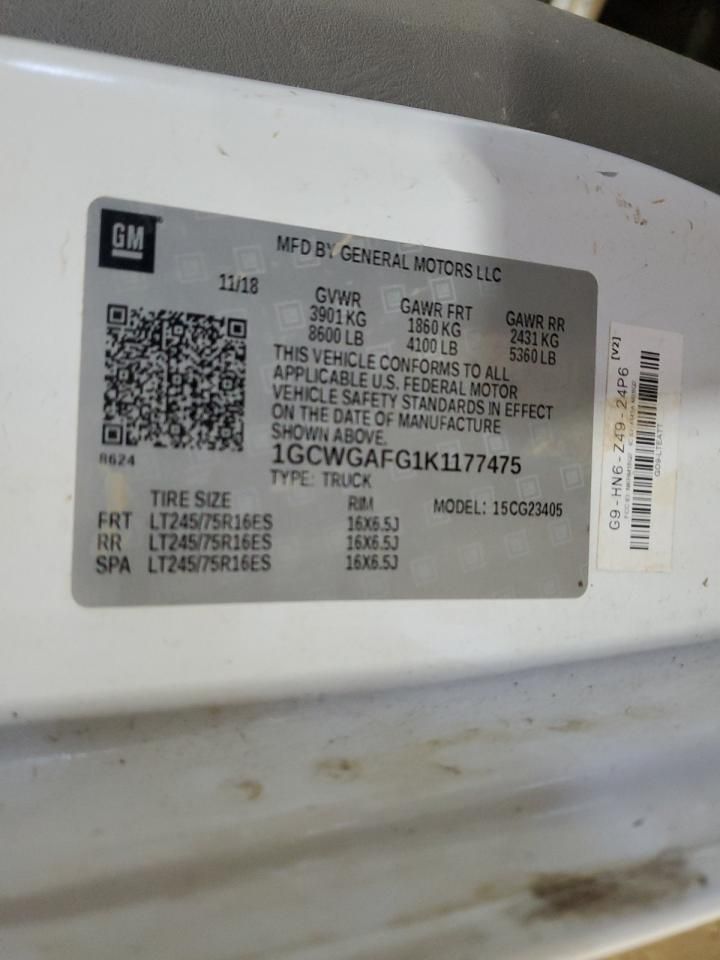 GM
MFD BY GENERAL MOTORS LLC
11/18
GVWR
3901 KG
8600 LB
GAWR FRT
1860 KG
4100 LB
GAWR RR
2431 KG
5360 LB
THIS VEHICLE CONFORMS TO ALL
APPLICABLE U.S. FEDERAL MOTOR
VEHICLE SAFETY STANDARDS IN EFFECT
ON THE DATE OF MANUFACTURE
SHOWN ABOVE.
8624
1GCWGAFG1K1177475
TYPE: TRUCK
MODEL: 15CG23405
TIRE SIZE RIM
FRT LT245/75R16ES 16X6.5J
RR LT245/75R16ES 16X6.5J
SPA LT245/75R16ES 16X6.5J
G9-HN6-Z49-24P6 [V2]
GO9-LTEATT